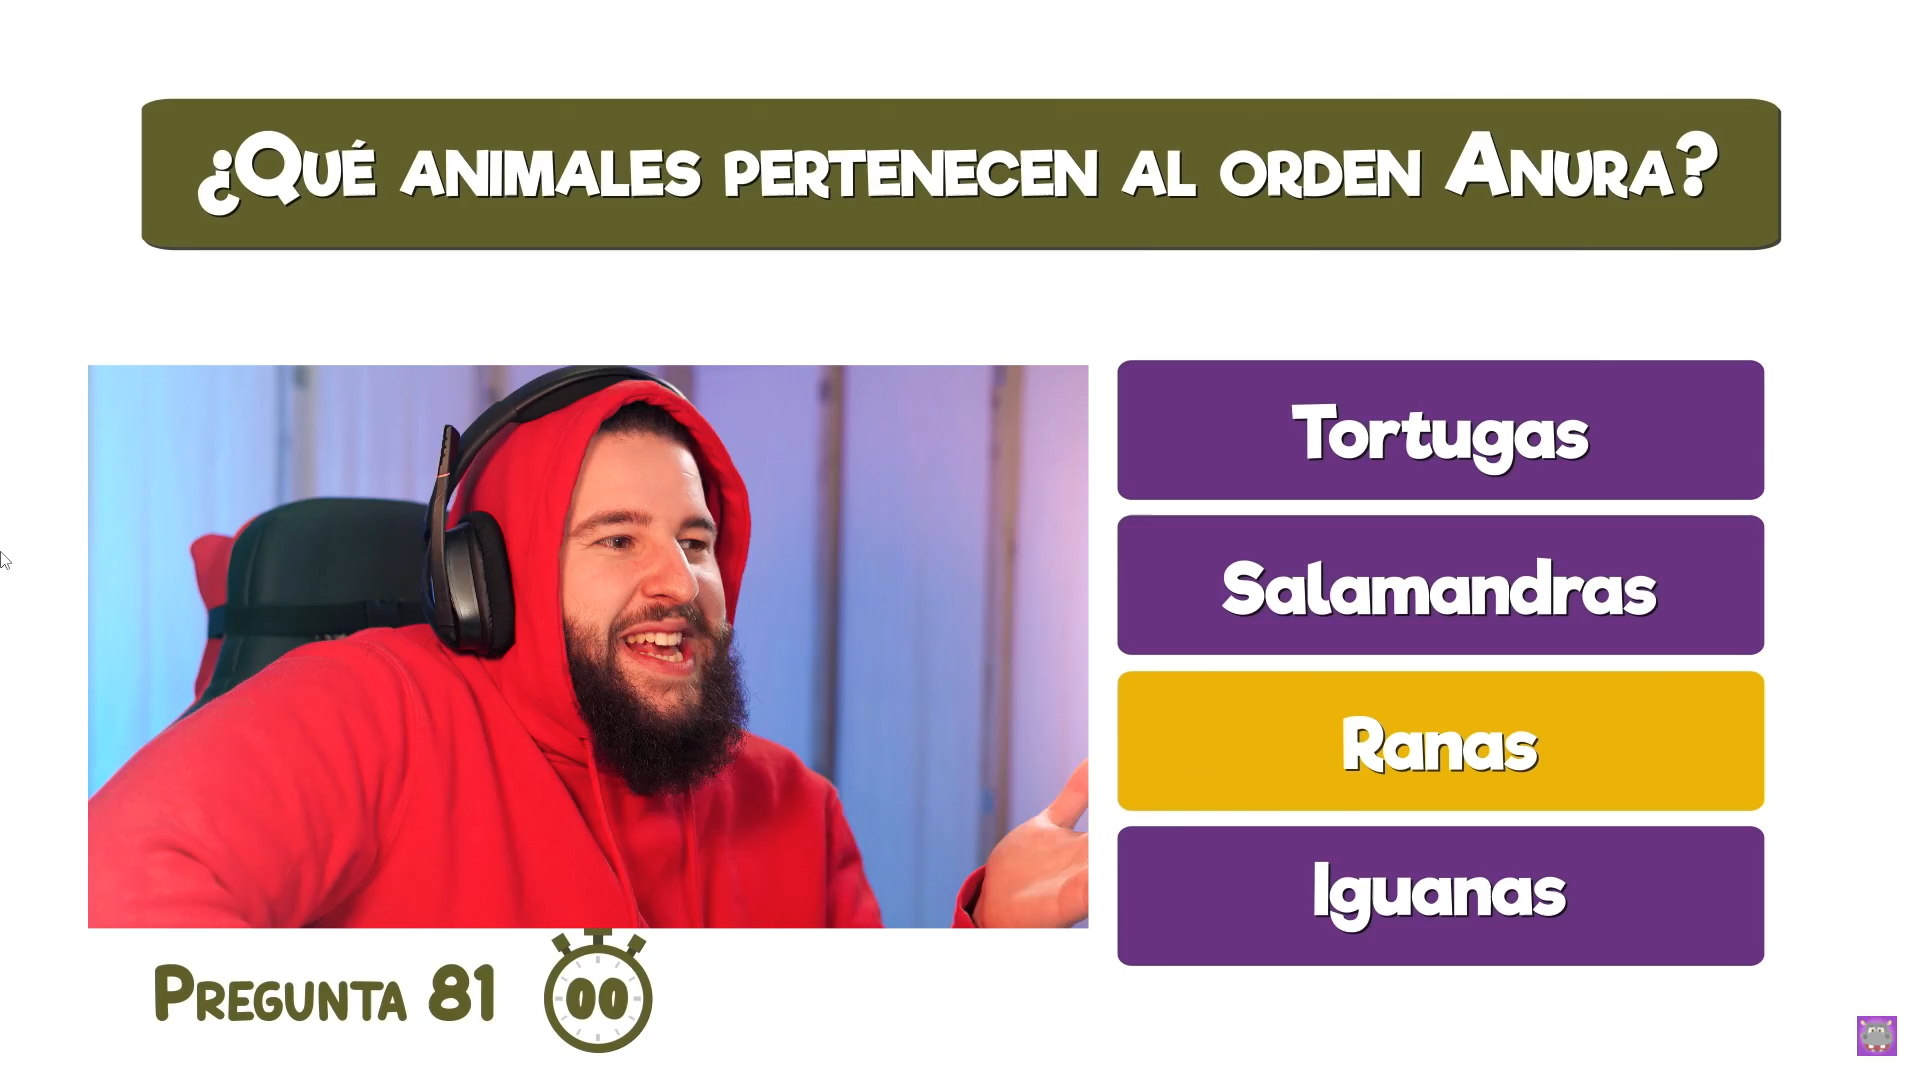 ¿Qué animales pertenecen al orden Anura?
Tortugas
Salamandras
Ranas
Iguanas
Pregunta 81
00